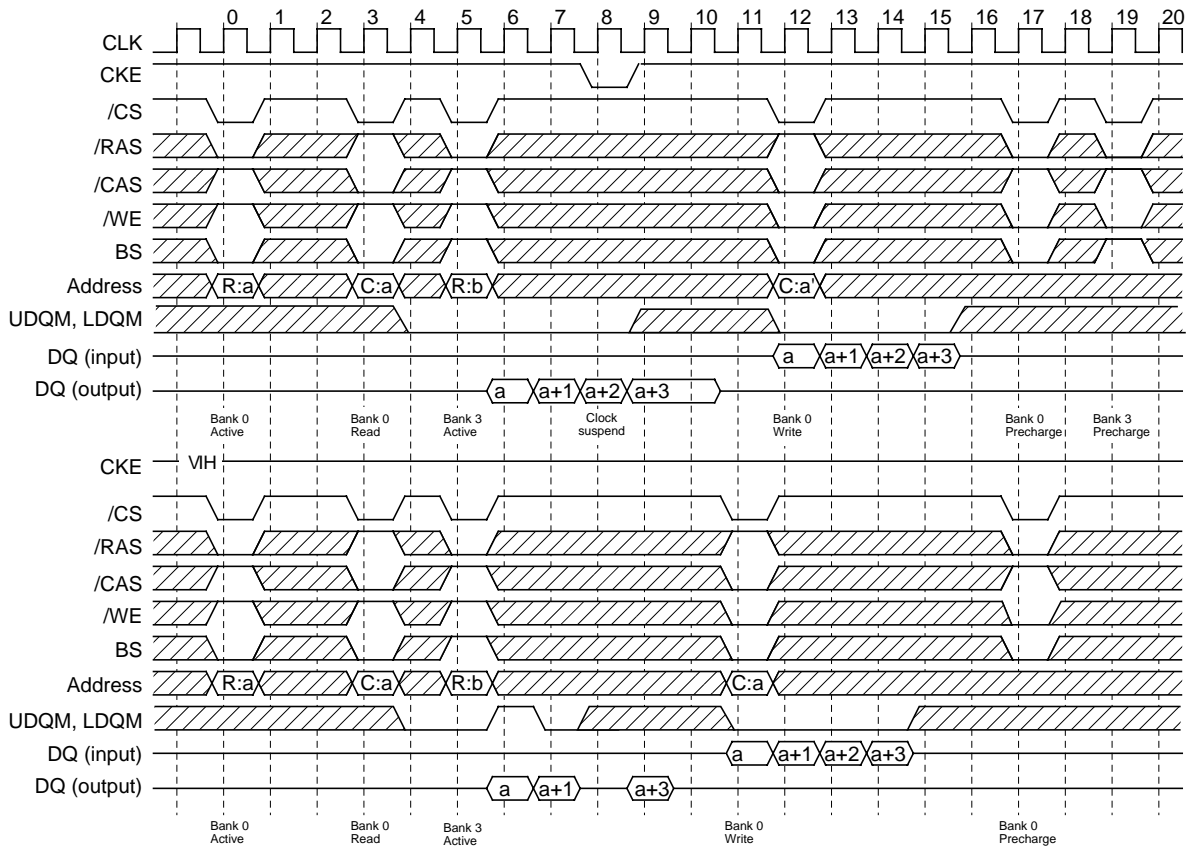 0 1 2 3 4 5 6 7 8 9 10 11 12 13 14 15 16 17 18 19 20
CLK
CKE
/CS
/RAS
/CAS
/WE
BS
Address R:a C:a R:b C:a'
UDQM, LDQM
DQ (input) a a+1 a+2 a+3
DQ (output) a a+1 a+2 a+3
Bank 0 Bank 0 Bank 3 Clock Bank 0 Bank 0 Bank 3
Active Read Active suspend Write Precharge Precharge
CKE VIH
/CS
/RAS
/CAS
/WE
BS
Address R:a C:a R:b C:a
UDQM, LDQM
DQ (input) a a+1 a+2 a+3
DQ (output) a a+1 a+3
Bank 0 Bank 0 Bank 3 Bank 0 Bank 0
Active Read Active Write Precharge